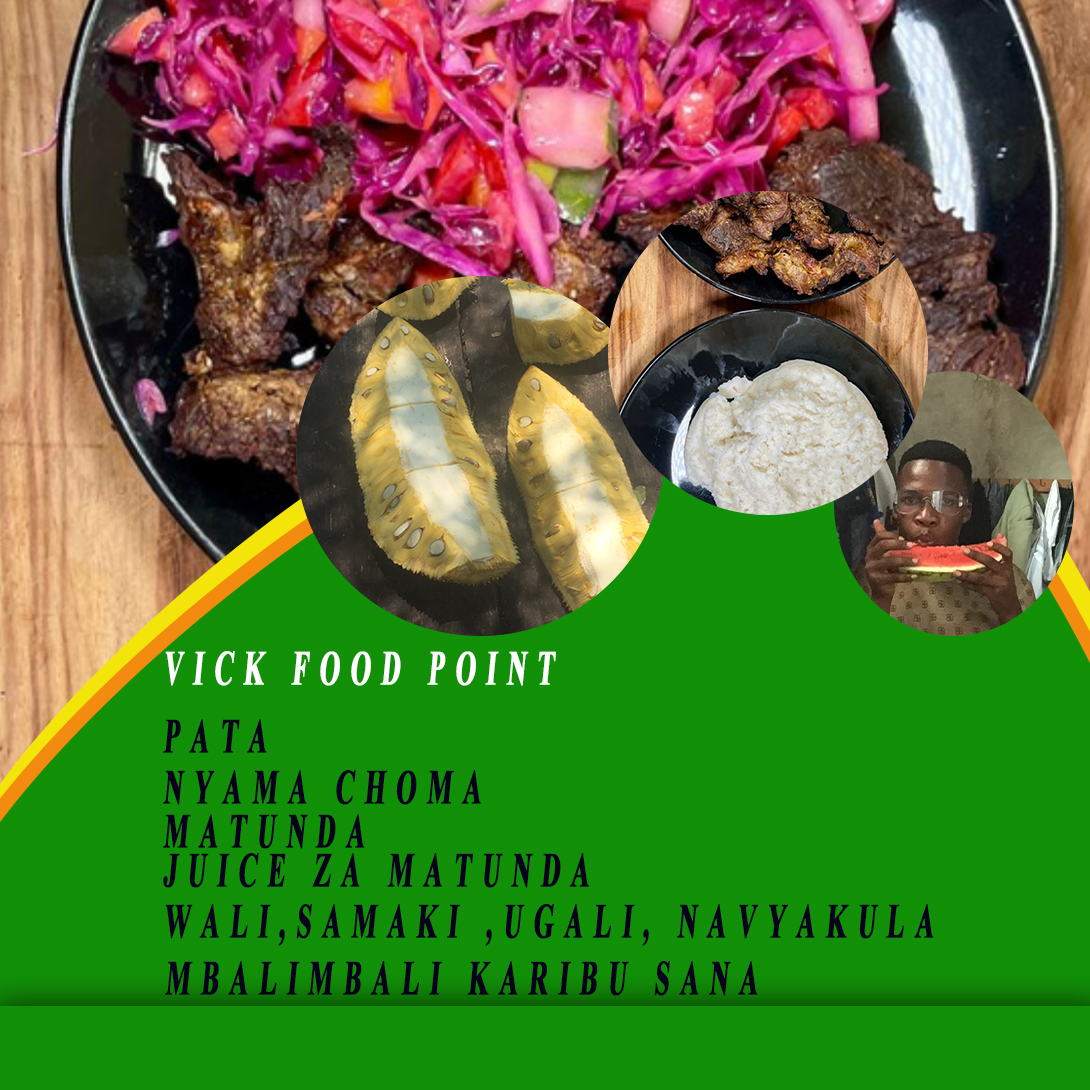 VICK FOOD POINT
PATA
NYAMA CHOMA
MATUNDA
JUICE ZA MATUNDA
WALI,SAMAKI ,UGALI, NAVYAKULA
MBALIMBALI KARIBU SANA